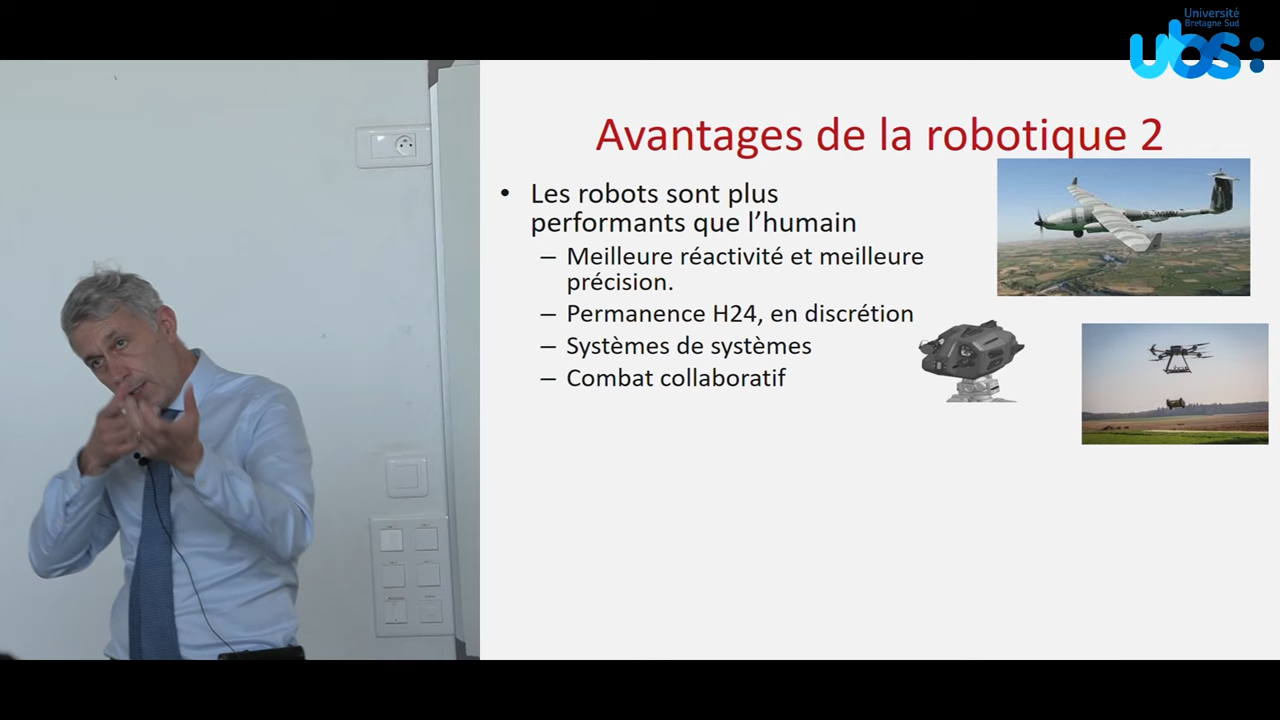 Université
Bretagne Sud
ubs:
Avantages de la robotique 2
• Les robots sont plus
performants que l’humain
– Meilleure réactivité et meilleure
précision.
– Permanence H24, en discrétion
– Systèmes de systèmes
– Combat collaboratif